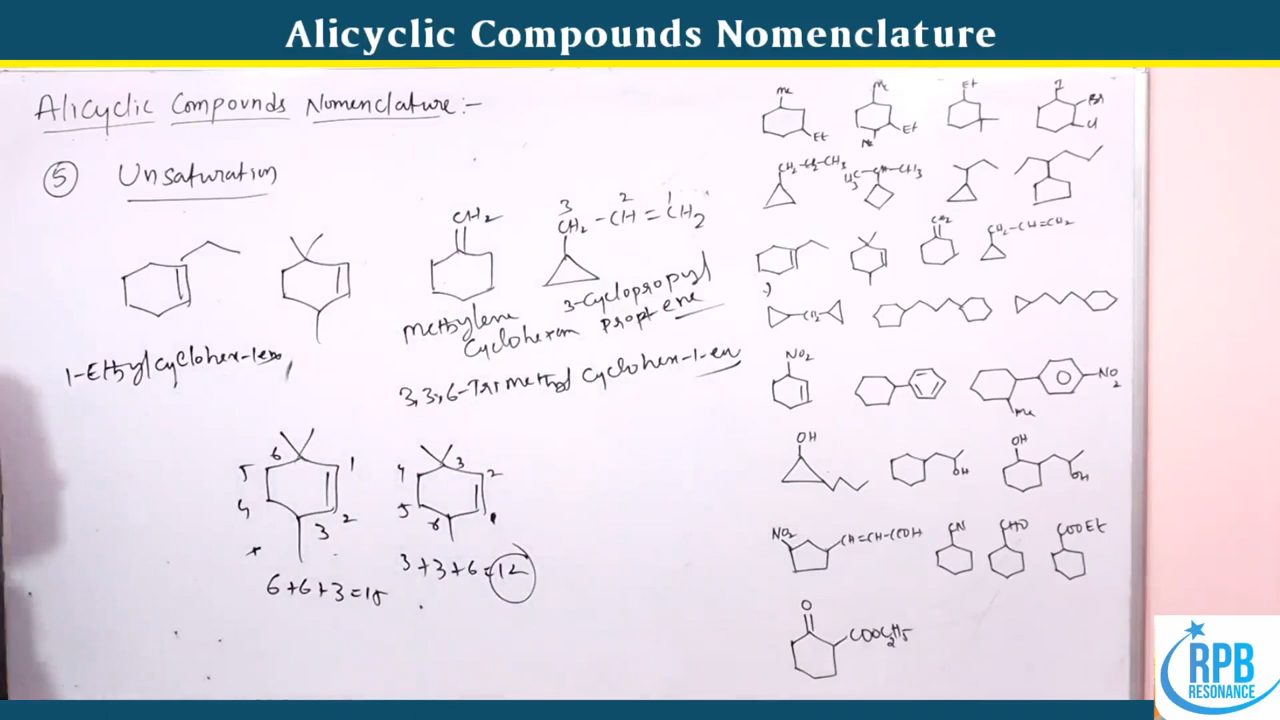 Alicyclic Compounds Nomenclature
Alicyclic Compounds Nomenclature :-
5 Unsaturation
CH2
3 2 1
CH2 - CH = CH2
1-Ethylcyclohex-1ene
Methylene
Cyclohexan
3-Cyclopropyl
propene
3,3,6-Trimethyl Cyclohex-1-en
6 1
5
4 2
3
6+6+3=15
4 3 2
5 1
6
3+3+6=12
Me
Et
Me
Et
Me
Et
Br
Cl
CH2-CH2-CH3
H3C-CH-CH3
CH2
CH2-CH=CH2
-CH2-
NO2
NO2
Me
OH
OH
OH
OH
NO2
CH=CH-COOH
CN
CHO
COOEt
O
COOC2H5
RPB
RESONANCE